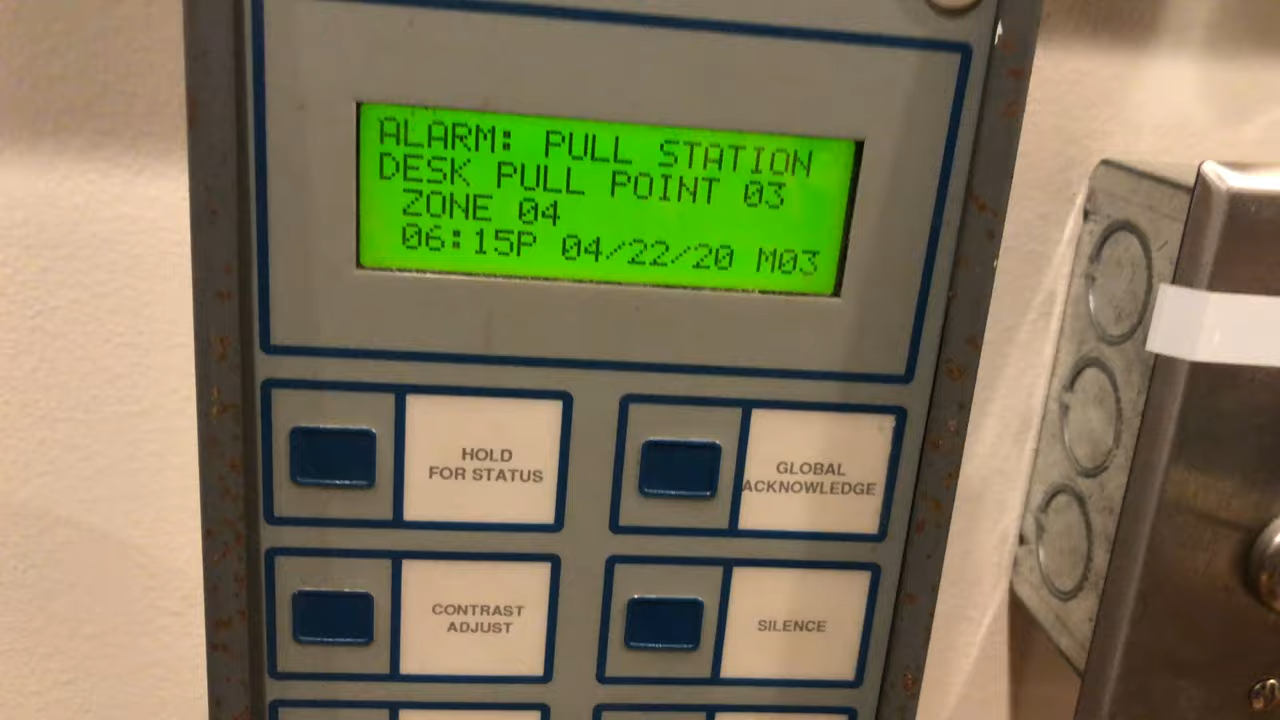 ALARM: PULL STATION
DESK PULL POINT 03
ZONE 04
06:15P 04/22/20 M03
HOLD
FOR STATUS
GLOBAL
ACKNOWLEDGE
CONTRAST
ADJUST
SILENCE